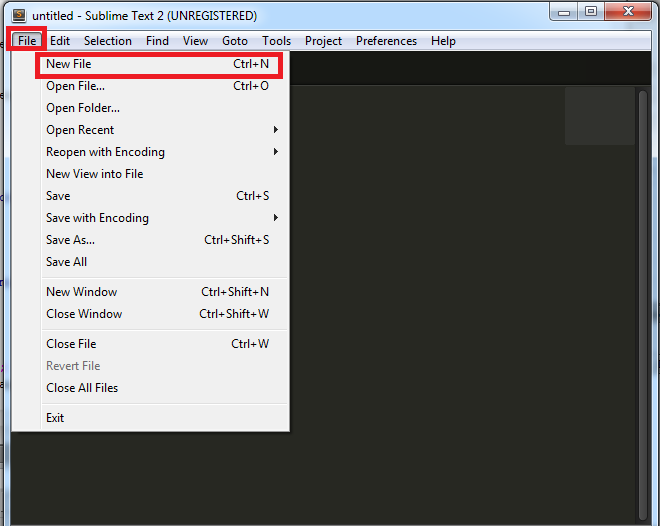 untitled - Sublime Text 2 (UNREGISTERED)
File Edit Selection Find View Goto Tools Project Preferences Help
New File Ctrl+N
Open File... Ctrl+O
Open Folder...
Open Recent
Reopen with Encoding
New View into File
Save Ctrl+S
Save with Encoding
Save As... Ctrl+Shift+S
Save All
New Window Ctrl+Shift+N
Close Window Ctrl+Shift+W
Close File Ctrl+W
Revert File
Close All Files
Exit